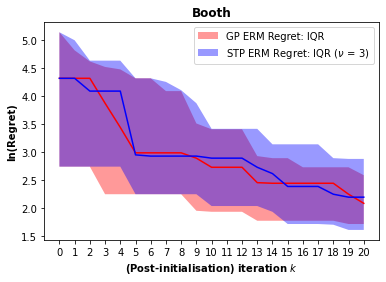 Booth
GP ERM Regret: IQR
STP ERM Regret: IQR (ν = 3)
ln(Regret)
5.0
4.5
4.0
3.5
3.0
2.5
2.0
1.5
0 1 2 3 4 5 6 7 8 9 10 11 12 13 14 15 16 17 18 19 20
(Post-initialisation) iteration k